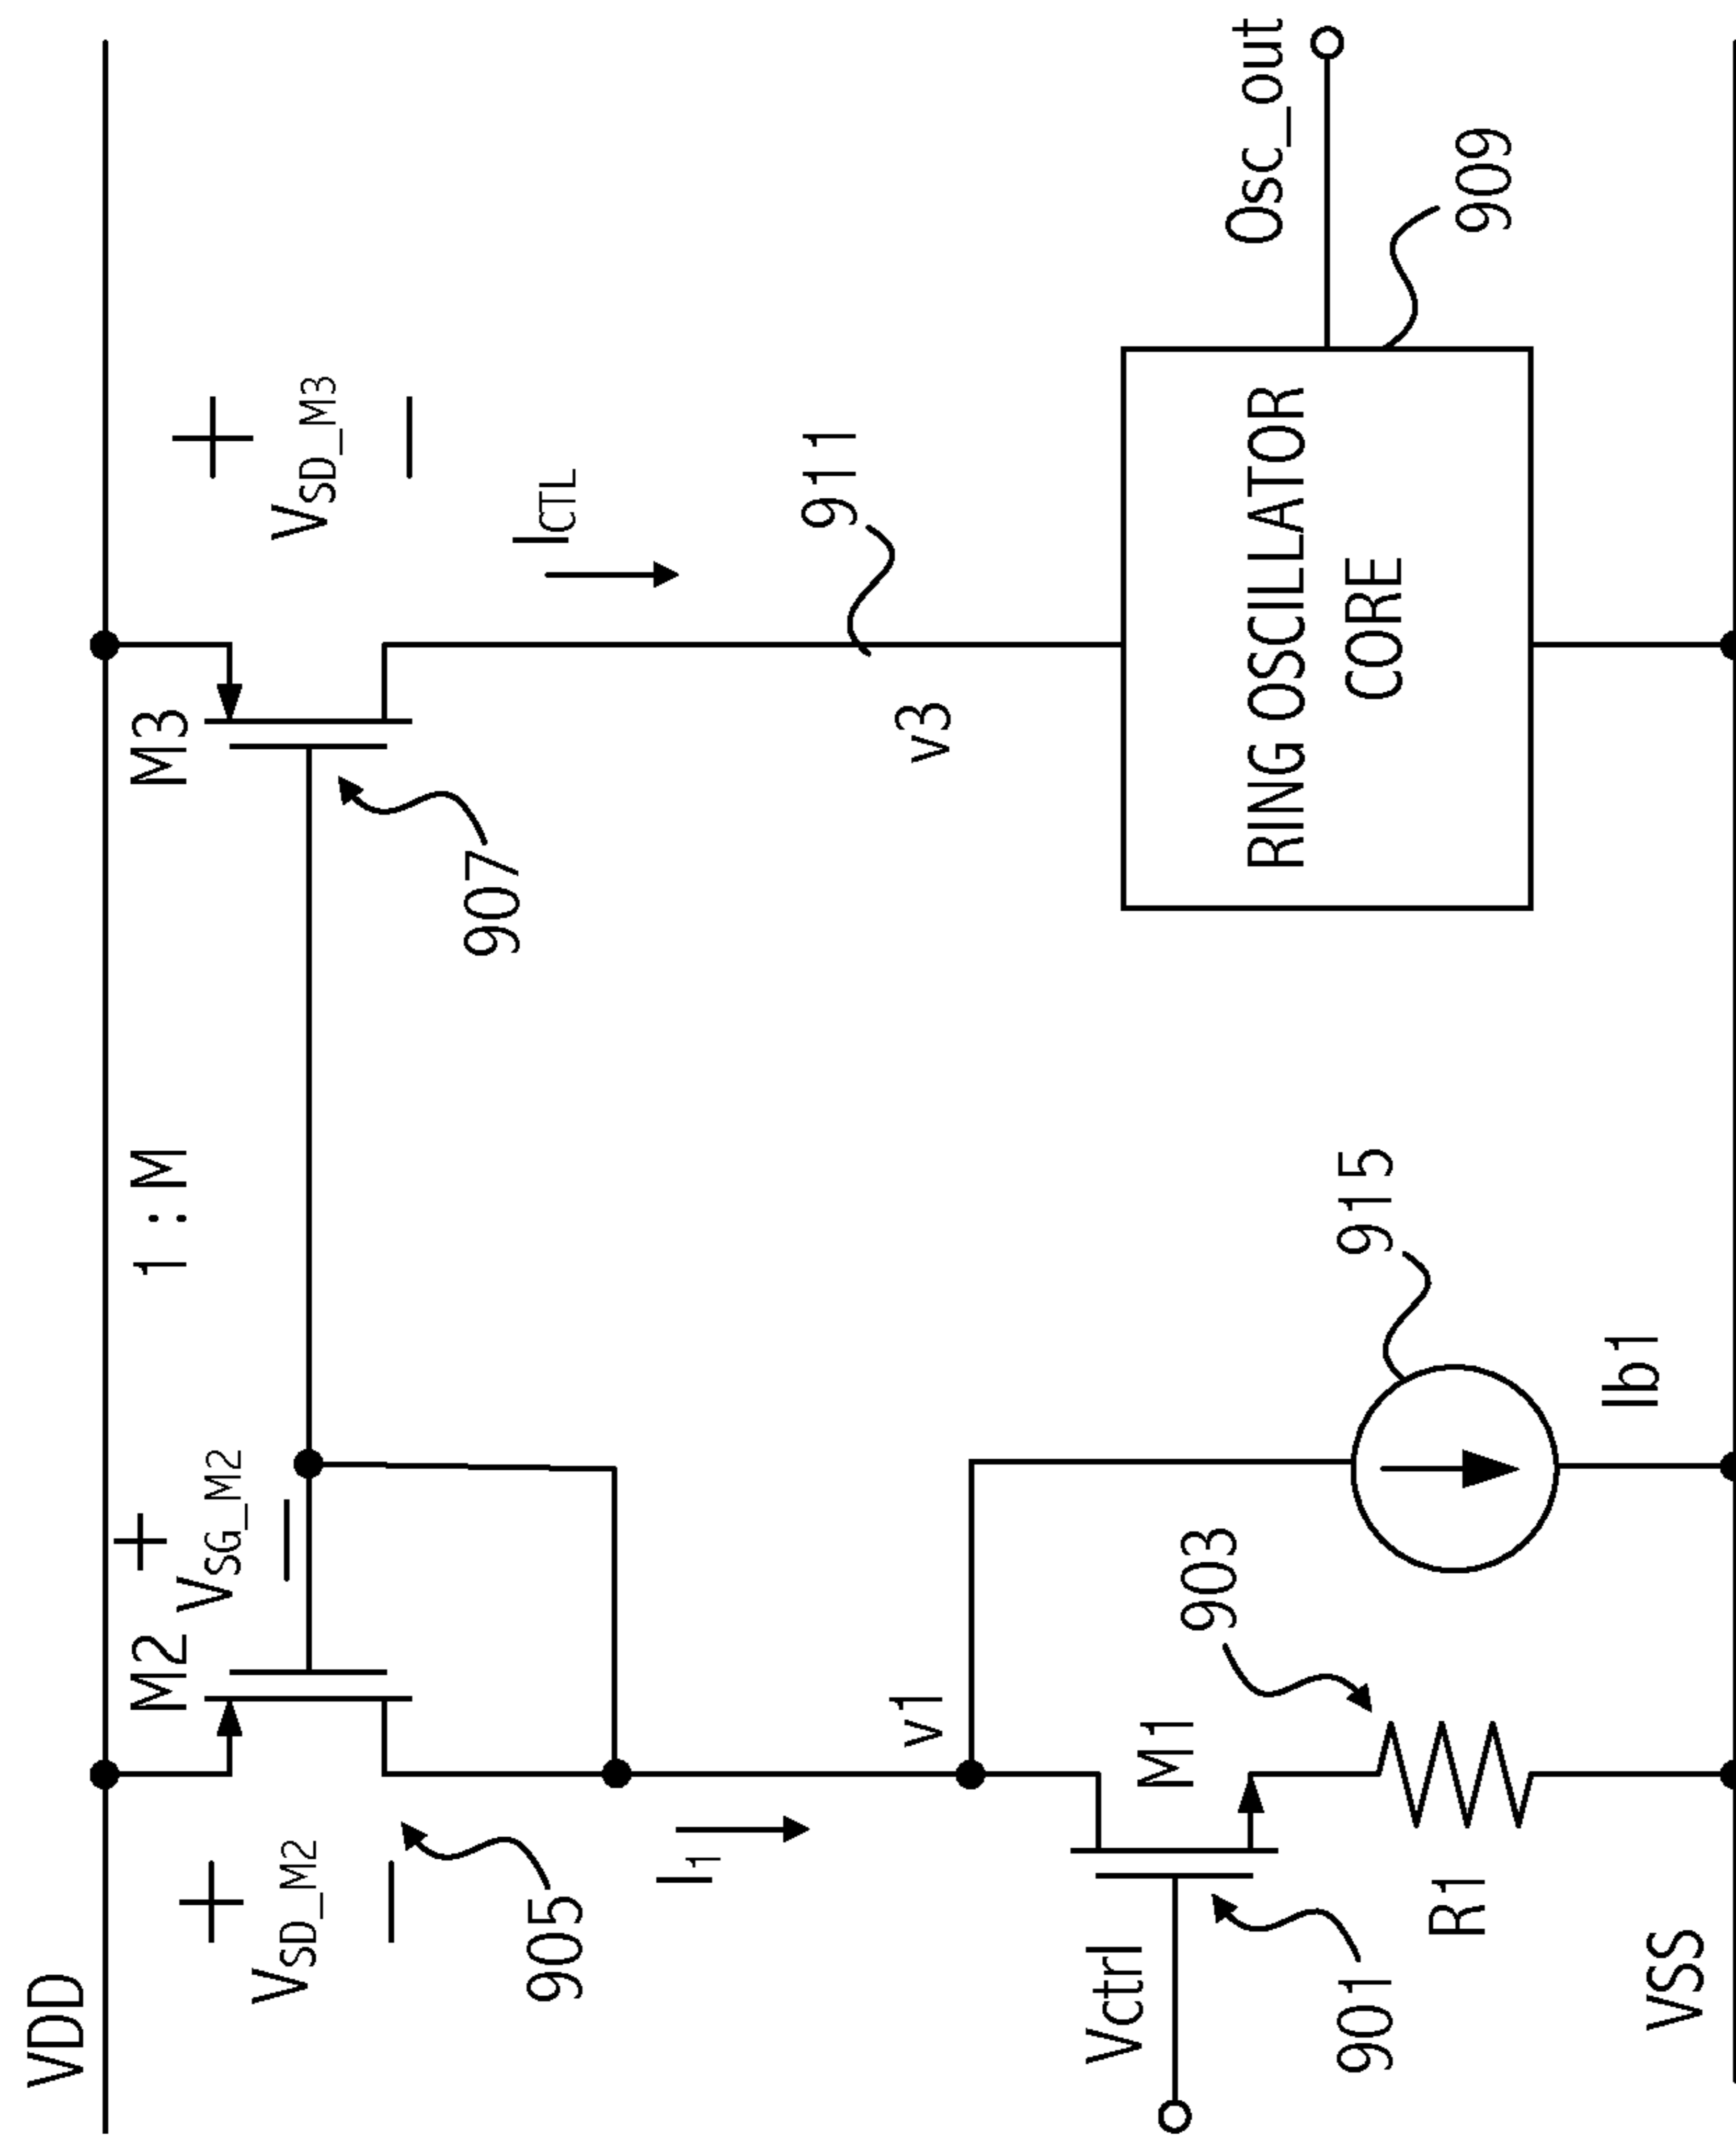 VDD
1 : M
M2
+
VSG_M2
—
M3
+
VSD_M3
—
+
VSD_M2
—
905
907
I1
ICTL
911
v1
v3
Vctrl
M1
903
901
R1
915
Ib1
RING OSCILLATOR
CORE
Osc_out
909
VSS